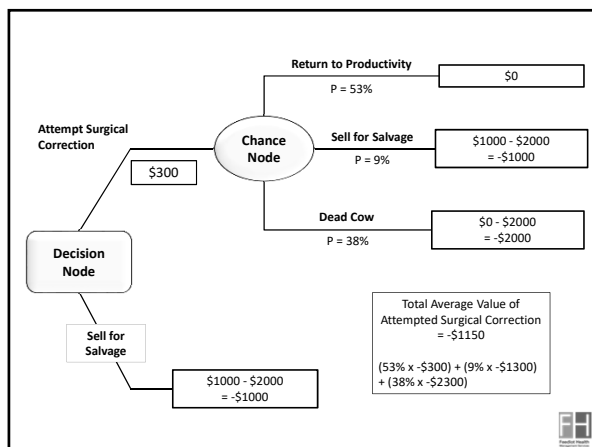 Return to Productivity
P = 53%
$0
Attempt Surgical
Correction
$300
Chance
Node
Sell for Salvage
P = 9%
$1000 - $2000
= -$1000
Dead Cow
P = 38%
$0 - $2000
= -$2000
Decision
Node
Sell for
Salvage
$1000 - $2000
= -$1000
Total Average Value of
Attempted Surgical Correction
= -$1150
(53% x -$300) + (9% x -$1300)
+ (38% x -$2300)
Feedlot Health